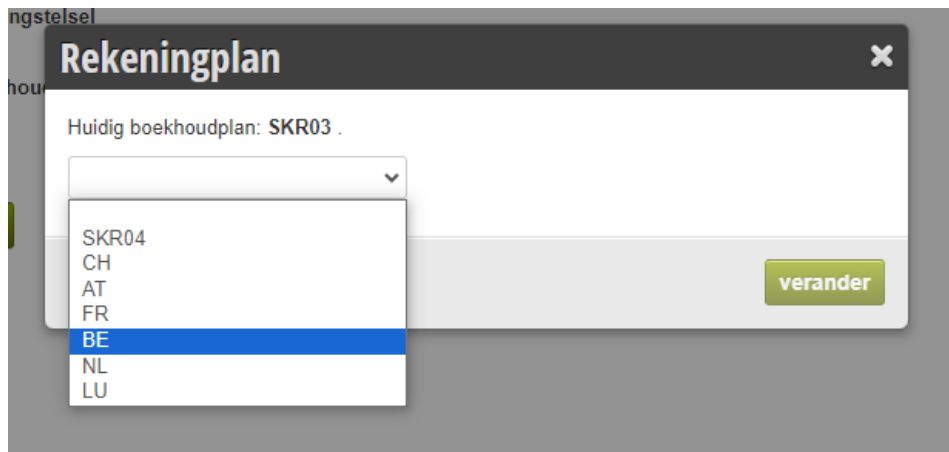 ngstelsel
Rekeningplan
hou
Huidig boekhoudplan: SKR03 .
SKR04
CH
AT
FR
BE
NL
LU
verander